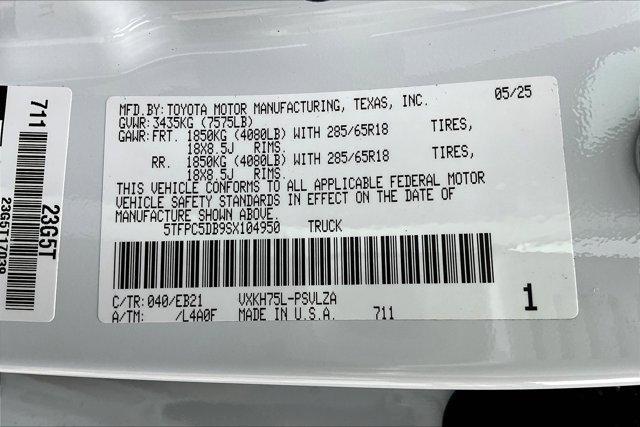 MFD.BY: TOYOTA MOTOR MANUFACTURING, TEXAS, INC. 05/25
GVWR: 3435KG (7575LB)
GAWR: FRT. 1850KG (4080LB) WITH 285/65R18 TIRES,
18X8.5J RIMS.
RR. 1850KG (4080LB) WITH 285/65R18 TIRES,
18X8.5J RIMS.
THIS VEHICLE CONFORMS TO ALL APPLICABLE FEDERAL MOTOR
VEHICLE SAFETY STANDARDS IN EFFECT ON THE DATE OF
MANUFACTURE SHOWN ABOVE.
5TFPC5DB9SX104950 TRUCK
C/TR: 040/EB21 VXKH75L-PSVLZA
A/TM: /L4A0F MADE IN U.S.A. 711
1
711
23G5T
23G5T17039